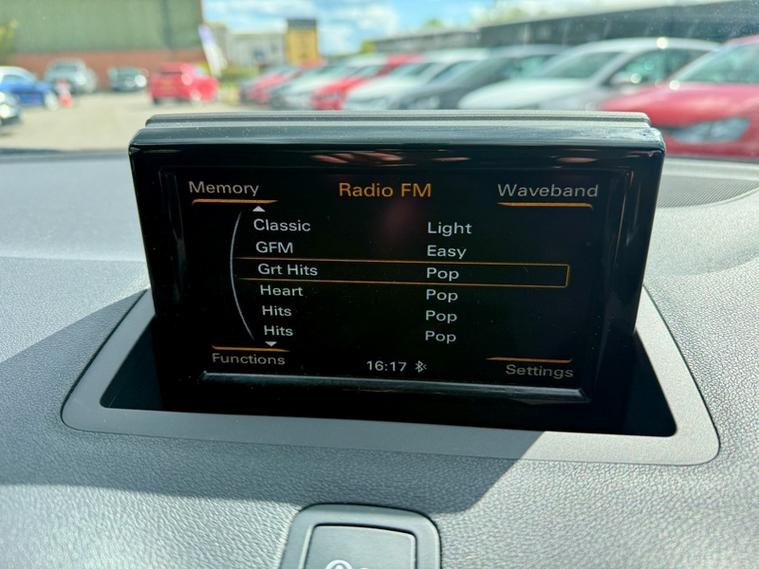 Memory Radio FM Waveband
Classic Light
GFM Easy
Grt Hits Pop
Heart Pop
Hits Pop
Hits Pop
Functions 16:17 Settings